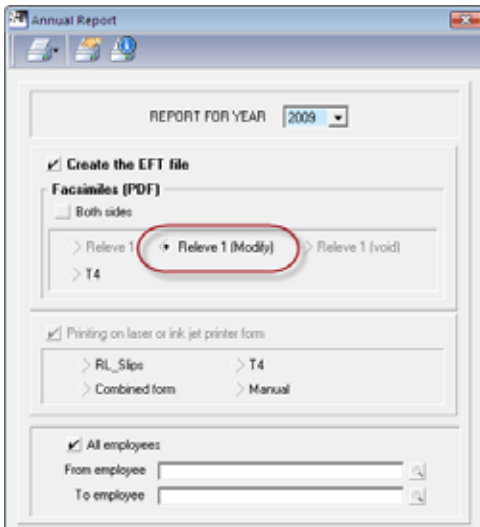 Annual Report
REPORT FOR YEAR 2009
Create the EFT file
Facsimiles (PDF)
Both sides
Releve 1 Releve 1 (Modify) Releve 1 (void)
T4
Printing on laser or ink jet printer form
RL_Slips T4
Combined form Manual
All employees
From employee
To employee